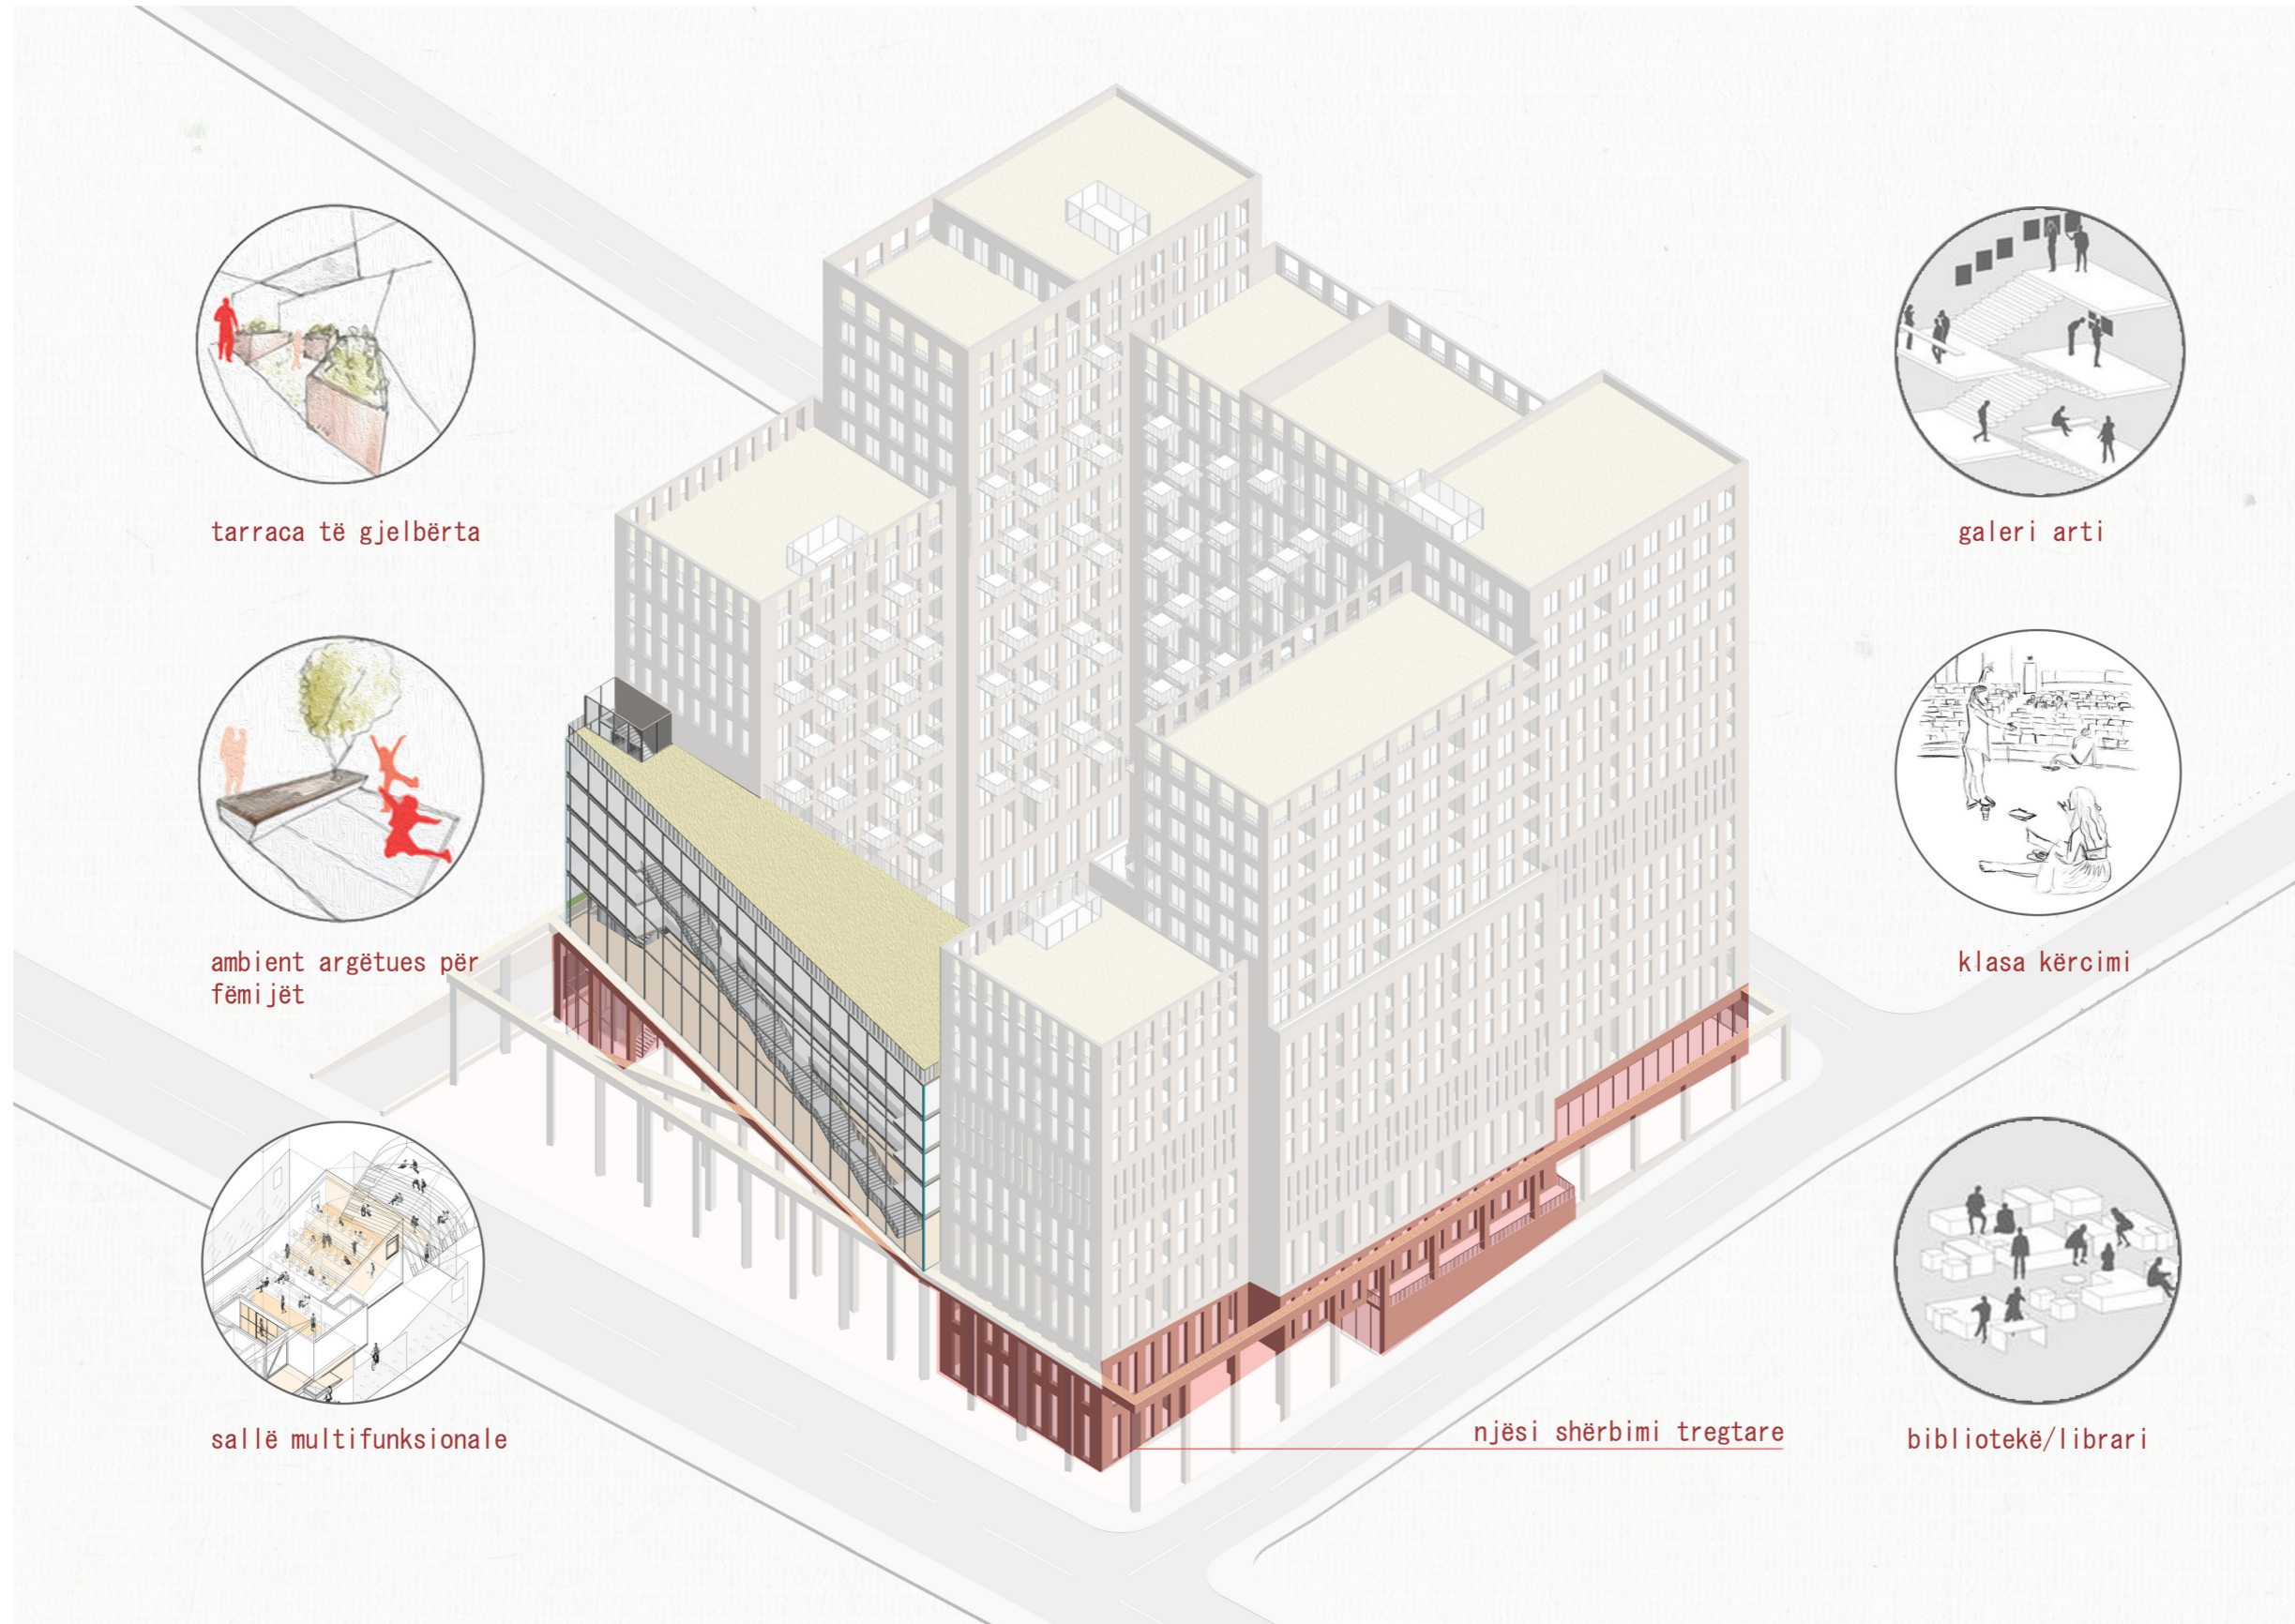 tarraca të gjelbërta
galeri arti
ambient argëtues për
fëmijët
klasa kërcimi
sallë multifunksionale
njësi shërbimi tregtare
bibliotekë/librari